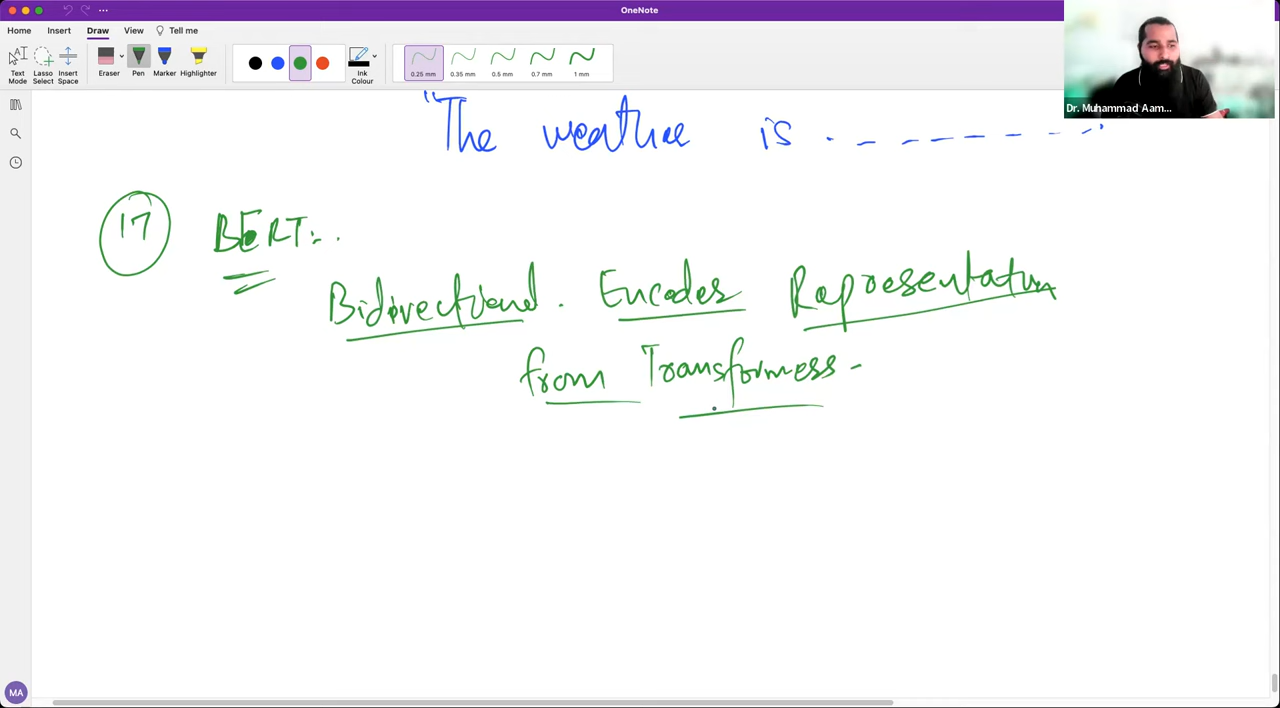 OneNote
Home Insert Draw View Tell me
Text Mode Lasso Select Insert Space Eraser Pen Marker Highlighter Ink Colour 0.25 mm 0.35 mm 0.5 mm 0.7 mm 1 mm
Dr. Muhammad Aam...
"The weather is . - - - - - - - -
17 BERT:- .
Bidirectional . Encoder Representation
from Transformers -
MA